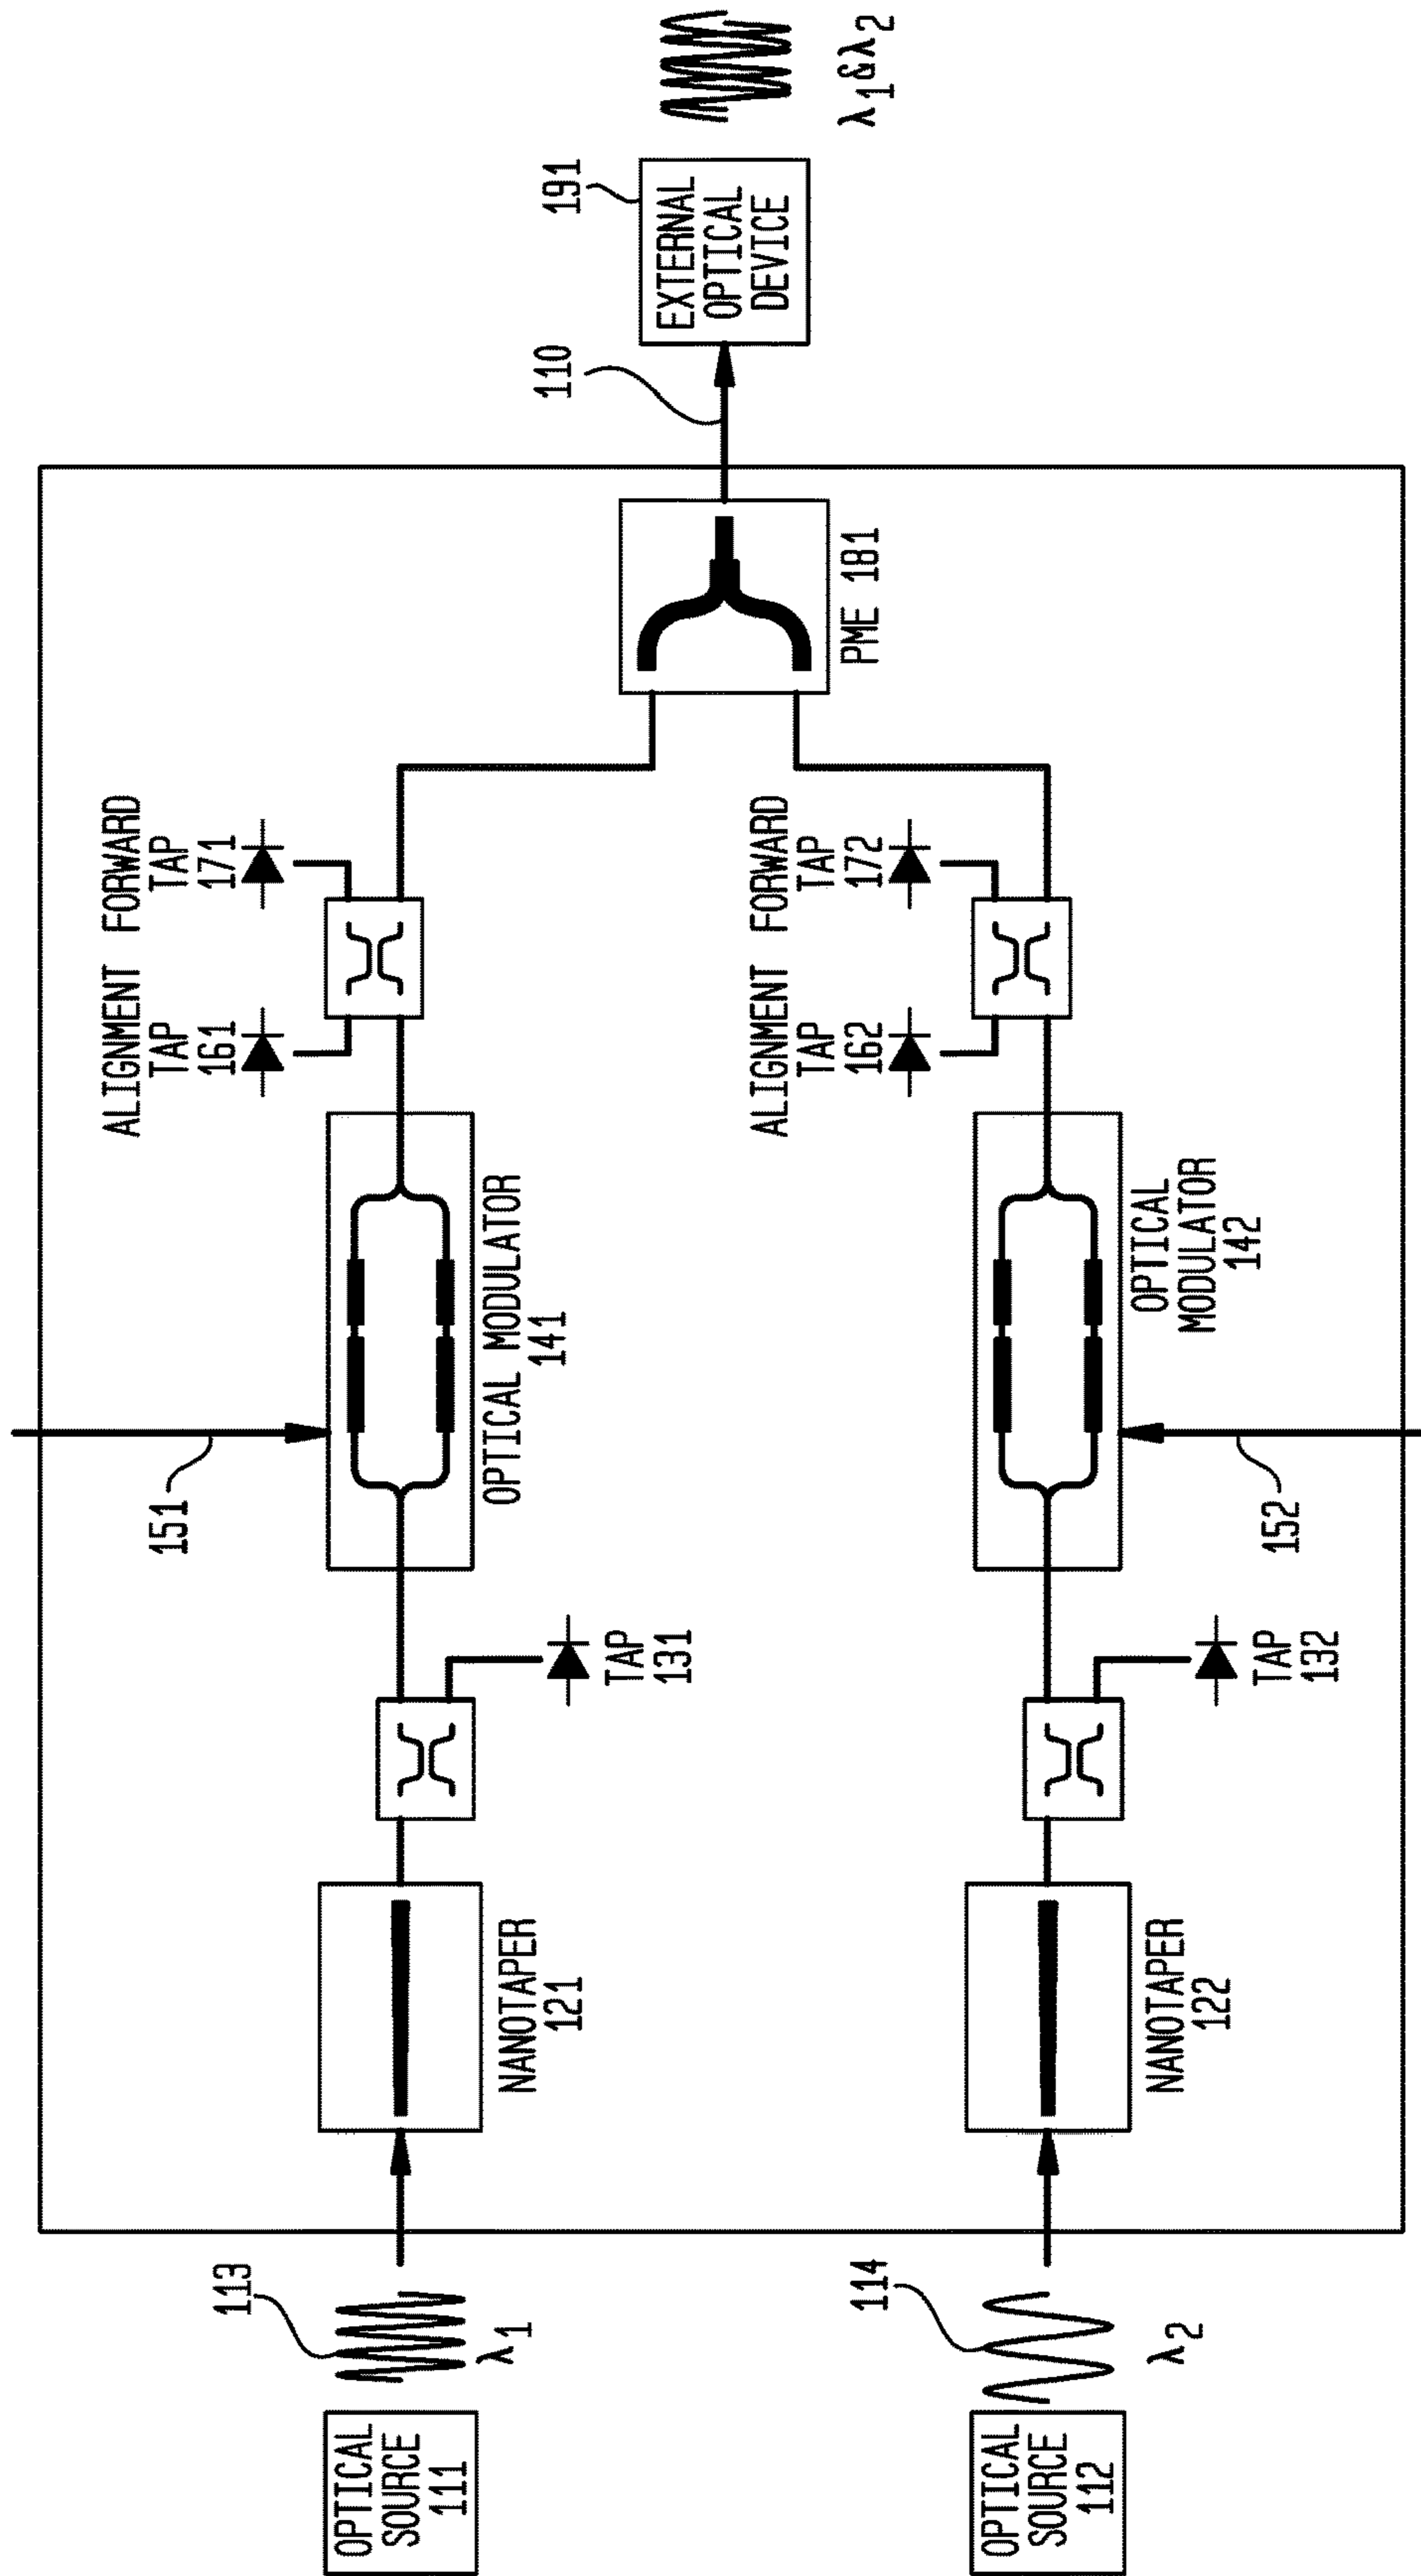 OPTICAL
SOURCE
111
113
λ1
NANOTAPER
121
TAP
131
151
OPTICAL MODULATOR
141
ALIGNMENT FORWARD
TAP TAP
161 171
OPTICAL
SOURCE
112
114
λ2
NANOTAPER
122
TAP
132
152
OPTICAL
MODULATOR
142
ALIGNMENT FORWARD
TAP TAP
162 172
PME 181
110
EXTERNAL
OPTICAL
DEVICE
191
λ1&λ2